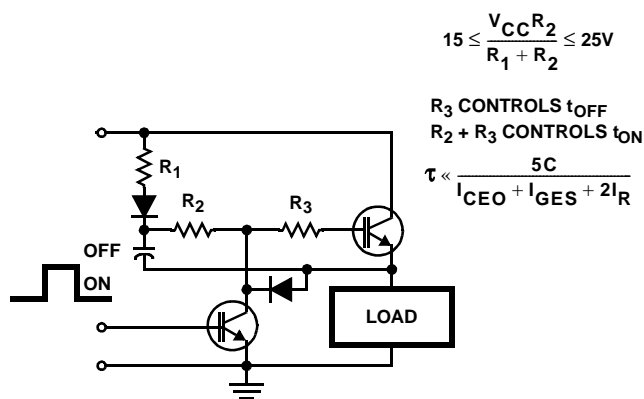 15 ≤ V_CC R_2 / (R_1 + R_2) ≤ 25V
R_3 CONTROLS t_OFF
R_2 + R_3 CONTROLS t_ON
τ « 5C / (I_CEO + I_GES + 2I_R)
R_1
R_2
R_3
OFF
ON
LOAD